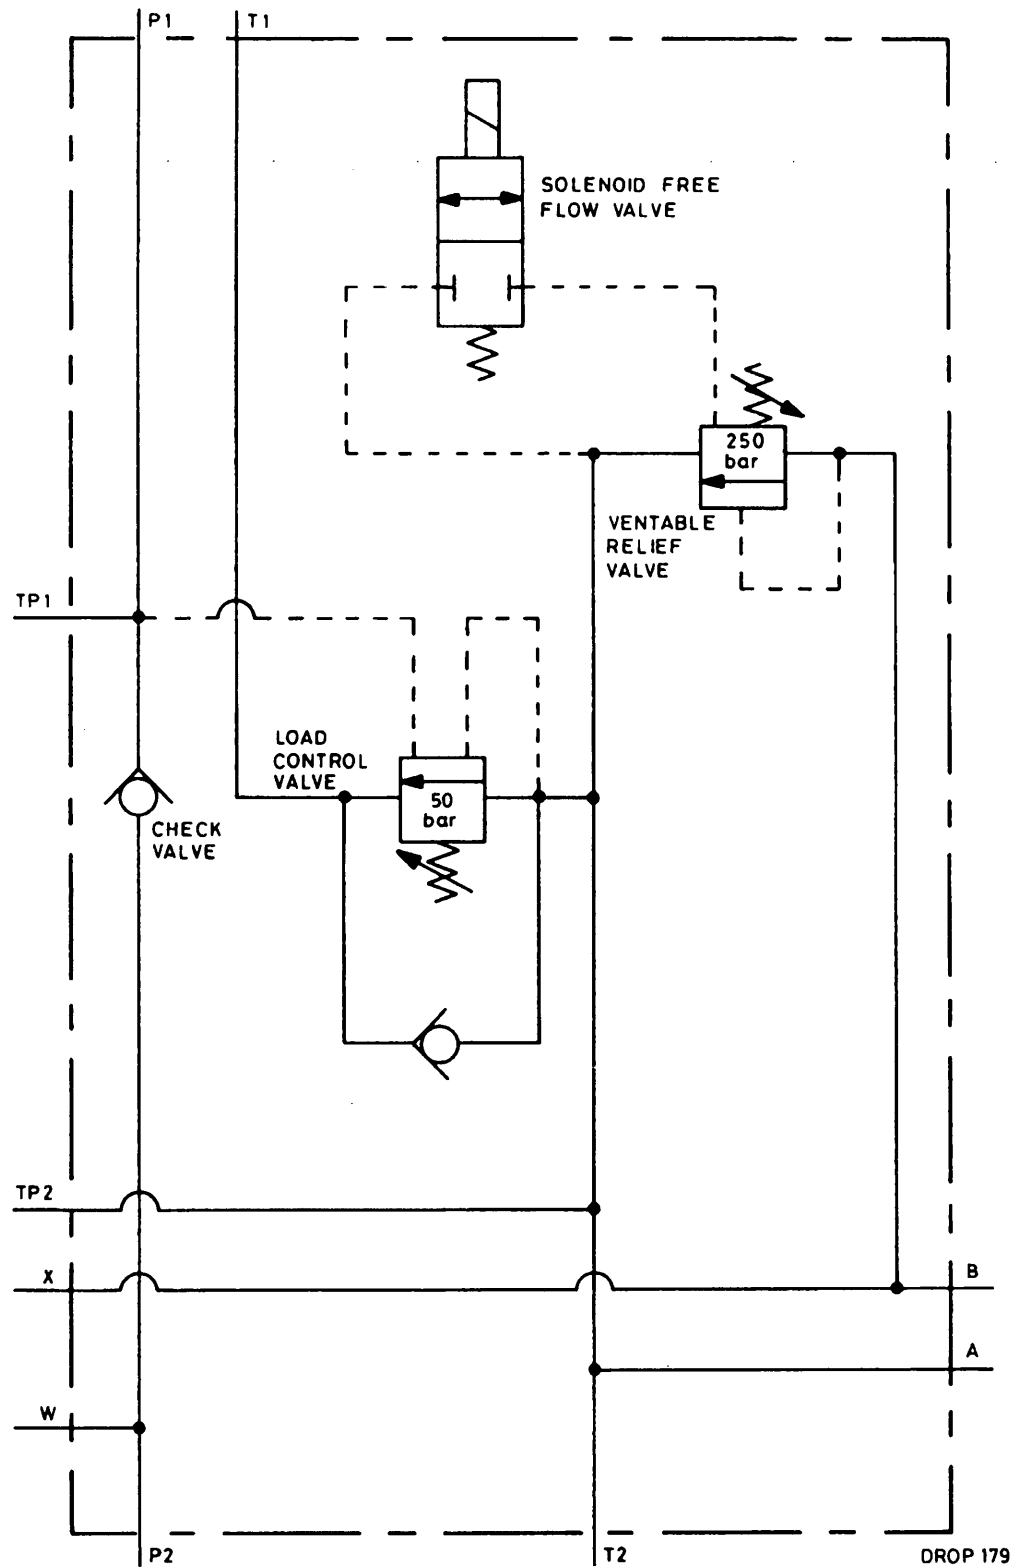 P1
T1
SOLENOID FREE
FLOW VALVE
250
bar
VENTABLE
RELIEF
VALVE
TP1
LOAD
CONTROL
VALVE
50
bar
CHECK
VALVE
TP2
X
B
A
W
P2
T2
DROP 179